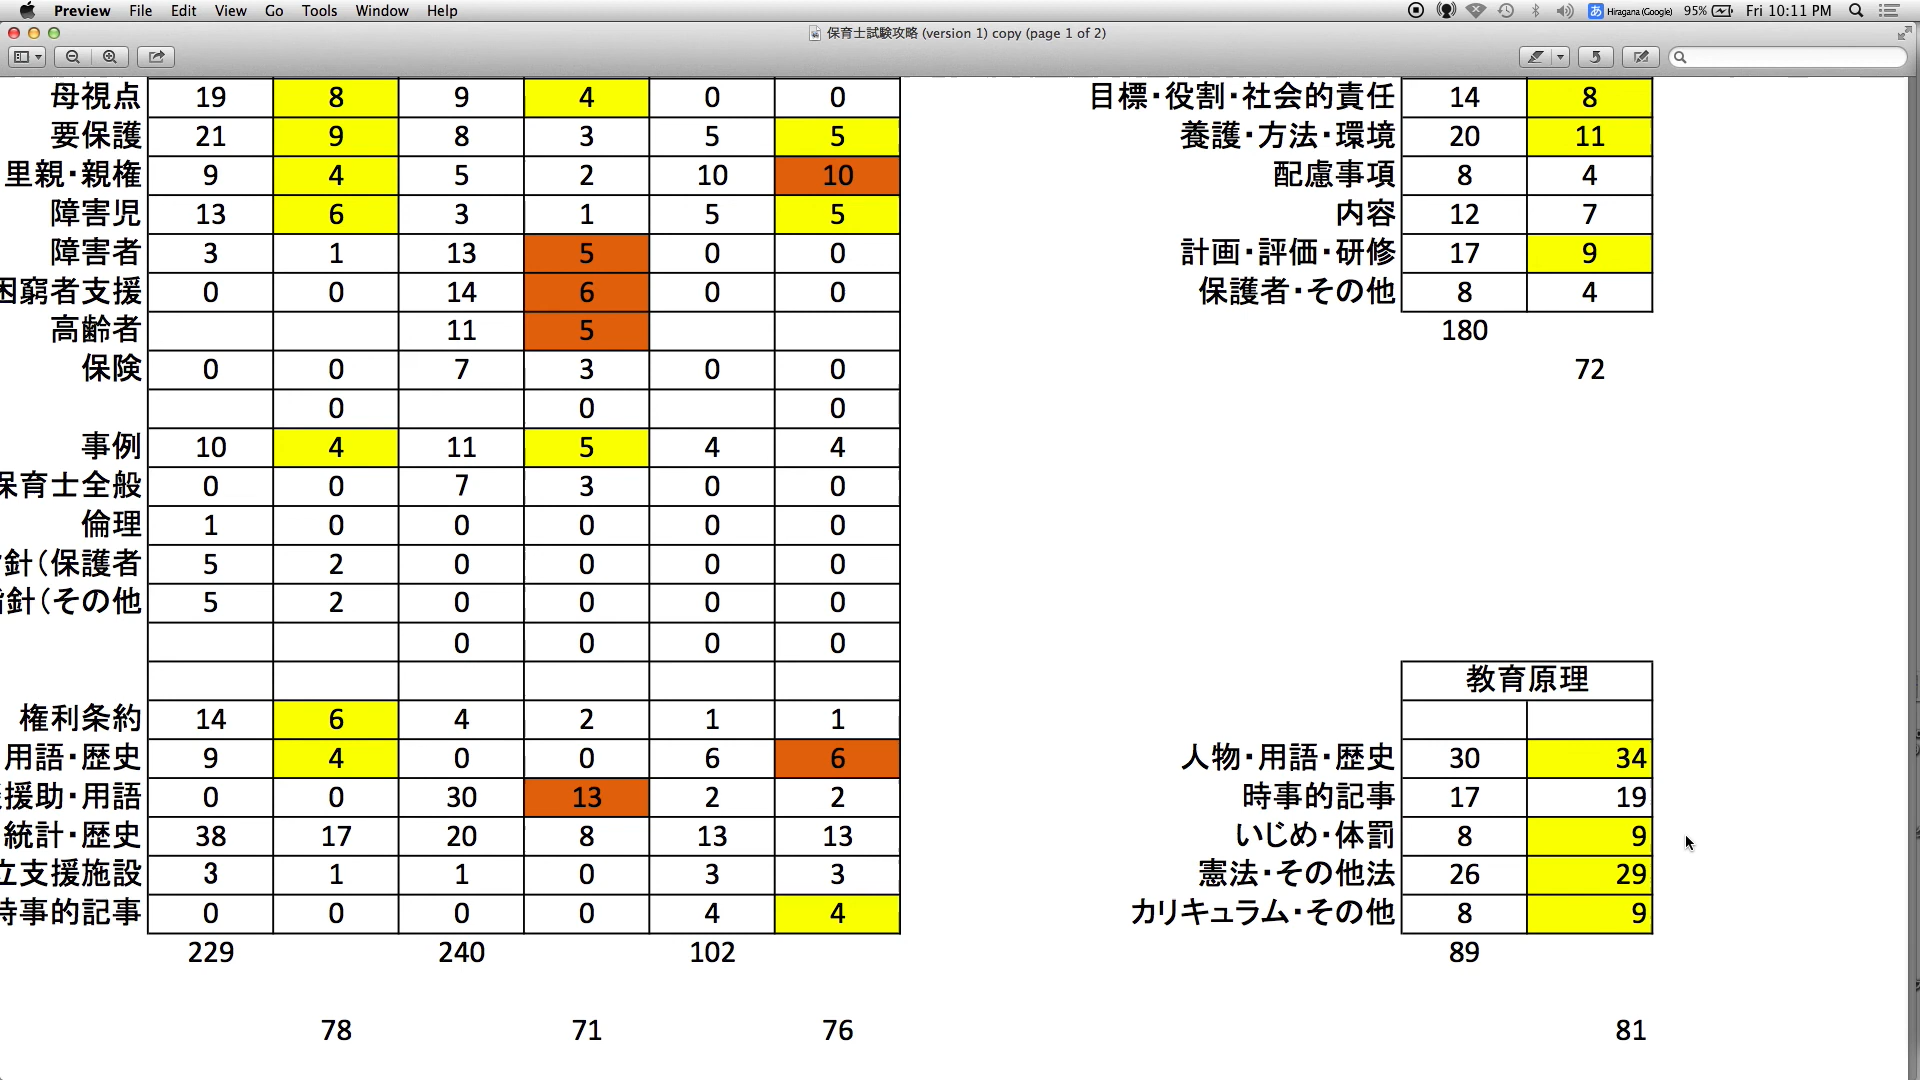 Preview File Edit View Go Tools Window Help あ Hiragana (Google) 95% Fri 10:11 PM
保育士試験攻略 (version 1) copy (page 1 of 2)
母視点 19 8 9 4 0 0 目標・役割・社会的責任 14 8
要保護 21 9 8 3 5 5 養護・方法・環境 20 11
里親・親権 9 4 5 2 10 10 配慮事項 8 4
障害児 13 6 3 1 5 5 内容 12 7
障害者 3 1 13 5 0 0 計画・評価・研修 17 9
困窮者支援 0 0 14 6 0 0 保護者・その他 8 4
高齢者 11 5 180
保険 0 0 7 3 0 0 72
0 0 0
事例 10 4 11 5 4 4
保育士全般 0 0 7 3 0 0
倫理 1 0 0 0 0 0
針(保護者 5 2 0 0 0 0
指針(その他 5 2 0 0 0 0
0 0 0 0
教育原理
権利条約 14 6 4 2 1 1
用語・歴史 9 4 0 0 6 6 人物・用語・歴史 30 34
援助・用語 0 0 30 13 2 2 時事的記事 17 19
統計・歴史 38 17 20 8 13 13 いじめ・体罰 8 9
立支援施設 3 1 1 0 3 3 憲法・その他法 26 29
時事的記事 0 0 0 0 4 4 カリキュラム・その他 8 9
229 240 102 89
78 71 76 81